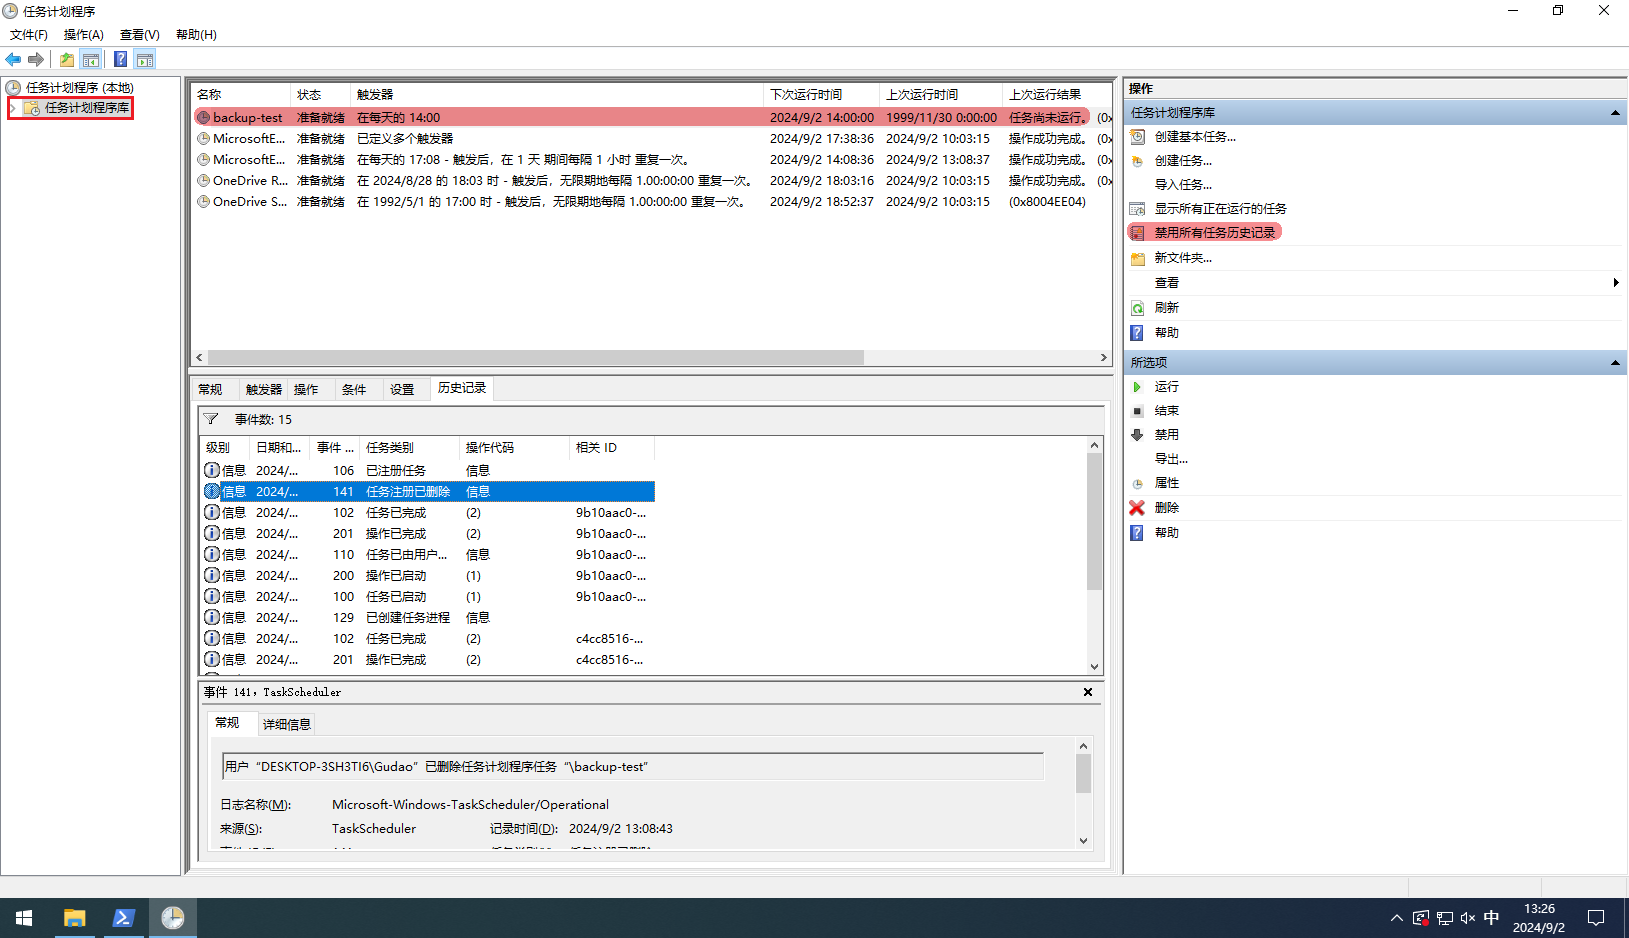 任务计划程序
文件(F) 操作(A) 查看(V) 帮助(H)
任务计划程序 (本地)
任务计划程序库
名称 状态 触发器 下次运行时间 上次运行时间 上次运行结果
backup-test 准备就绪 在每天的 14:00 2024/9/2 14:00:00 1999/11/30 0:00:00 任务尚未运行。 (0x
MicrosoftE... 准备就绪 已定义多个触发器 2024/9/2 17:38:36 2024/9/2 10:03:15 操作成功完成。 (0x
MicrosoftE... 准备就绪 在每天的 17:08 - 触发后，在 1 天 期间每隔 1 小时 重复一次。 2024/9/2 14:08:36 2024/9/2 13:08:37 操作成功完成。 (0x
OneDrive R... 准备就绪 在 2024/8/28 的 18:03 时 - 触发后，无限期地每隔 1.00:00:00 重复一次。 2024/9/2 18:03:16 2024/9/2 10:03:15 操作成功完成。 (0x
OneDrive S... 准备就绪 在 1992/5/1 的 17:00 时 - 触发后，无限期地每隔 1.00:00:00 重复一次。 2024/9/2 18:52:37 2024/9/2 10:03:15 (0x8004EE04)
常规 触发器 操作 条件 设置 历史记录
事件数: 15
级别 日期和... 事件 ... 任务类别 操作代码 相关 ID
信息 2024/... 106 已注册任务 信息
信息 2024/... 141 任务注册已删除 信息
信息 2024/... 102 任务已完成 (2) 9b10aac0-...
信息 2024/... 201 操作已完成 (2) 9b10aac0-...
信息 2024/... 110 任务已由用户... 信息 9b10aac0-...
信息 2024/... 200 操作已启动 (1) 9b10aac0-...
信息 2024/... 100 任务已启动 (1) 9b10aac0-...
信息 2024/... 129 已创建任务进程 信息
信息 2024/... 102 任务已完成 (2) c4cc8516-...
信息 2024/... 201 操作已完成 (2) c4cc8516-...
事件 141，TaskScheduler
常规 详细信息
用户 “DESKTOP-3SH3TI6\Gudao” 已删除任务计划程序任务 “\backup-test”
日志名称(M): Microsoft-Windows-TaskScheduler/Operational
来源(S): TaskScheduler 记录时间(D): 2024/9/2 13:08:43
操作
任务计划程序库
创建基本任务...
创建任务...
导入任务...
显示所有正在运行的任务
禁用所有任务历史记录
新文件夹...
查看
刷新
帮助
所选项
运行
结束
禁用
导出...
属性
删除
帮助
中
13:26
2024/9/2